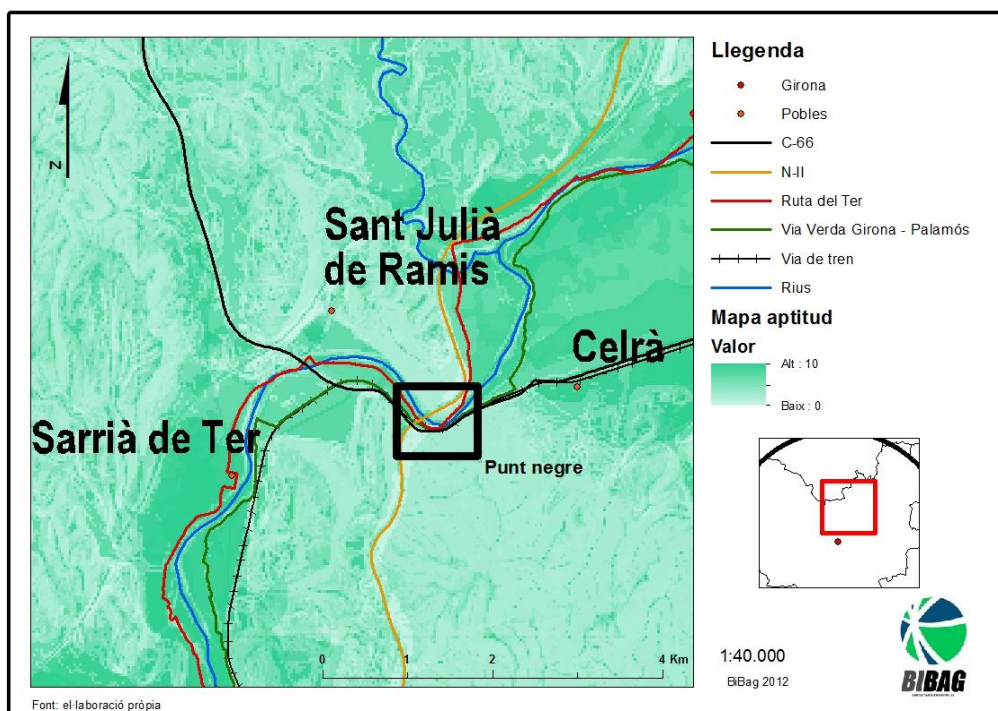 Llegenda
Girona
Pobles
C-66
N-II
Ruta del Ter
Via Verda Girona - Palamós
Via de tren
Rius
Mapa aptitud
Valor
Alt : 10
Baix : 0
N
Sant Julià
de Ramis
Celrà
Sarrià de Ter
Punt negre
0 1 2 4 Km
1:40.000
BiBag 2012
BIBAG
Font: el·laboració pròpia